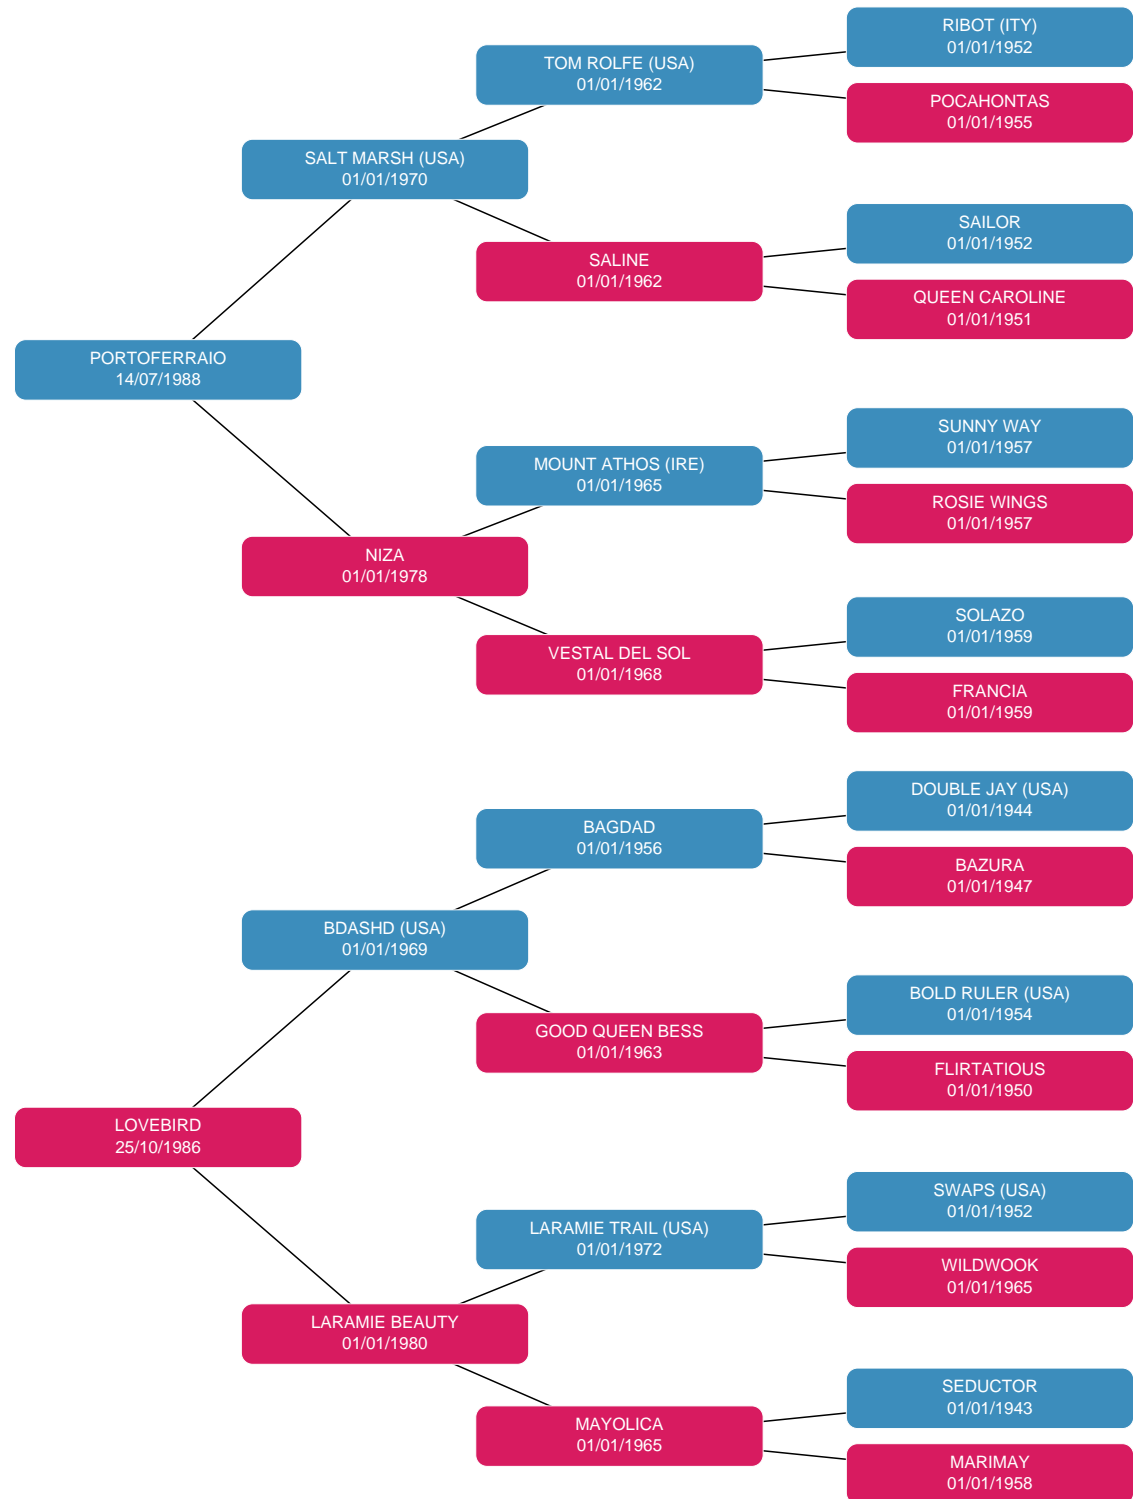 RIBOT (ITY)
01/01/1952
TOM ROLFE (USA)
01/01/1962
POCAHONTAS
01/01/1955
SALT MARSH (USA)
01/01/1970
SAILOR
01/01/1952
SALINE
01/01/1962
QUEEN CAROLINE
01/01/1951
PORTOFERRAIO
14/07/1988
SUNNY WAY
01/01/1957
MOUNT ATHOS (IRE)
01/01/1965
ROSIE WINGS
01/01/1957
NIZA
01/01/1978
SOLAZO
01/01/1959
VESTAL DEL SOL
01/01/1968
FRANCIA
01/01/1959
DOUBLE JAY (USA)
01/01/1944
BAGDAD
01/01/1956
BAZURA
01/01/1947
BDASHD (USA)
01/01/1969
BOLD RULER (USA)
01/01/1954
GOOD QUEEN BESS
01/01/1963
FLIRTATIOUS
01/01/1950
LOVEBIRD
25/10/1986
SWAPS (USA)
01/01/1952
LARAMIE TRAIL (USA)
01/01/1972
WILDWOOK
01/01/1965
LARAMIE BEAUTY
01/01/1980
SEDUCTOR
01/01/1943
MAYOLICA
01/01/1965
MARIMAY
01/01/1958